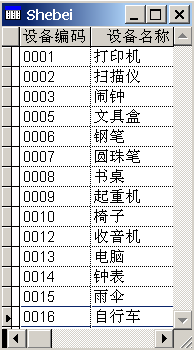 Shebei
设备编码 设备名称
0001 打印机
0002 扫描仪
0003 闹钟
0005 文具盒
0006 钢笔
0007 圆珠笔
0008 书桌
0009 起重机
0010 椅子
0012 收音机
0013 电脑
0014 钟表
0015 雨伞
0016 自行车